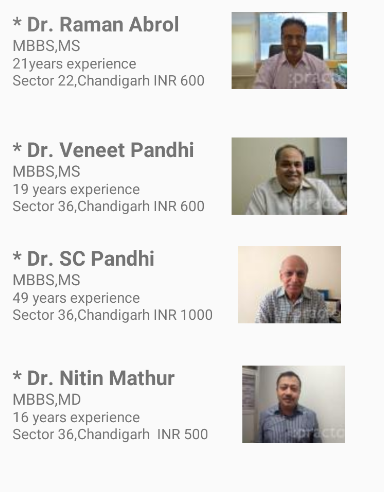 * Dr. Raman Abrol
MBBS,MS
21years experience
Sector 22,Chandigarh INR 600
:practo
* Dr. Veneet Pandhi
MBBS,MS
19 years experience
Sector 36,Chandigarh INR 600
* Dr. SC Pandhi
MBBS,MS
49 years experience
Sector 36,Chandigarh INR 1000
* Dr. Nitin Mathur
MBBS,MD
16 years experience
Sector 36,Chandigarh  INR 500